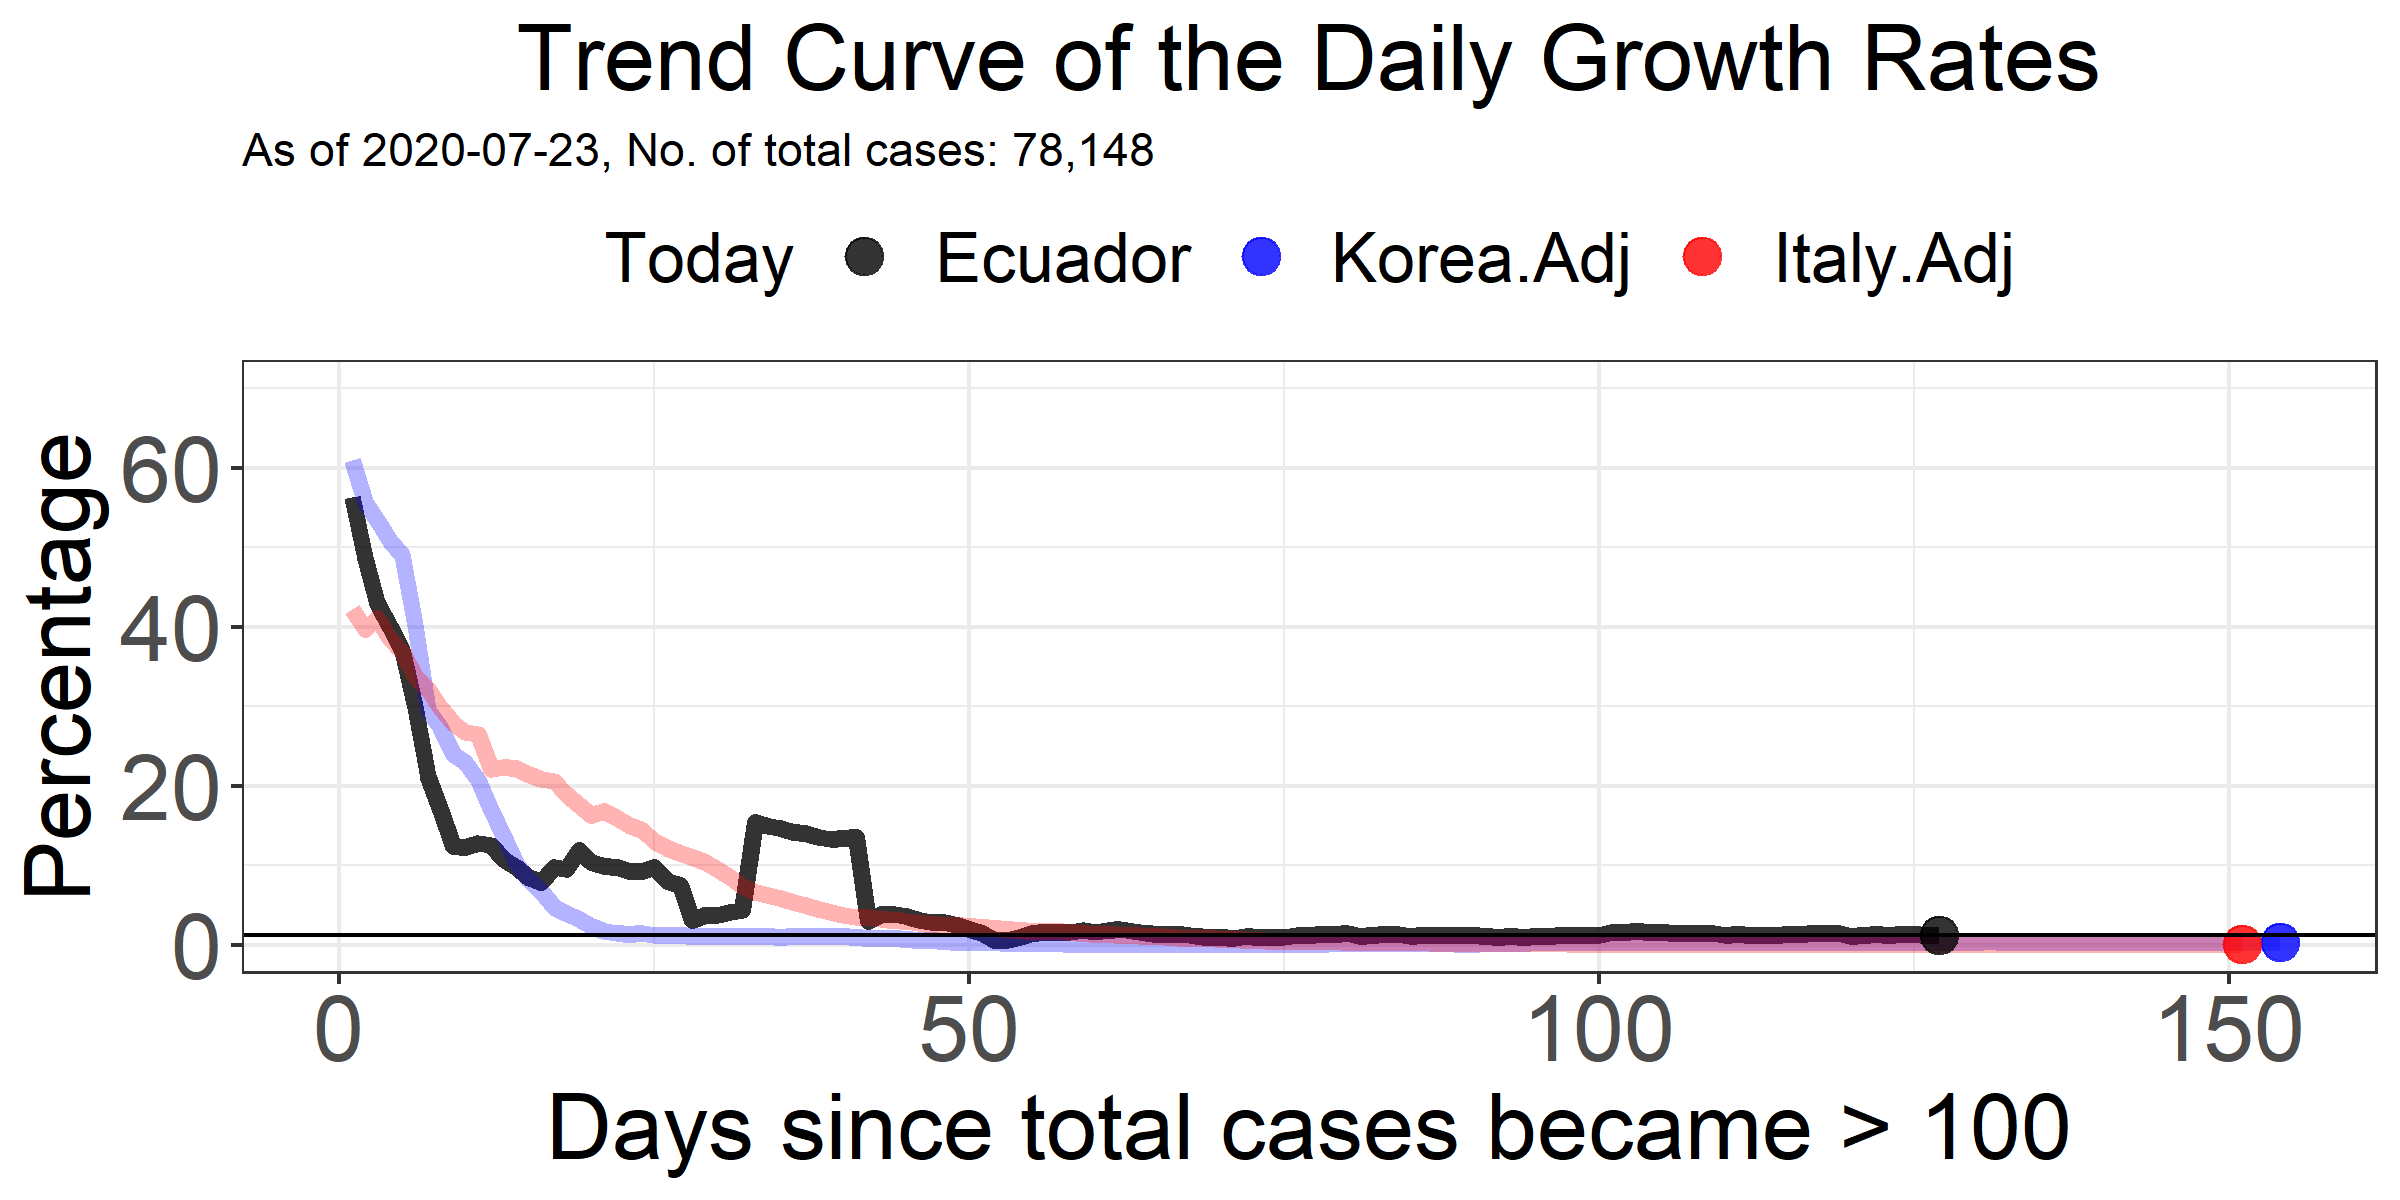 Trend Curve of the Daily Growth Rates
As of 2020-07-23, No. of total cases: 78,148
Today Ecuador Korea.Adj Italy.Adj
Percentage
60
40
20
0
0 50 100 150
Days since total cases became > 100